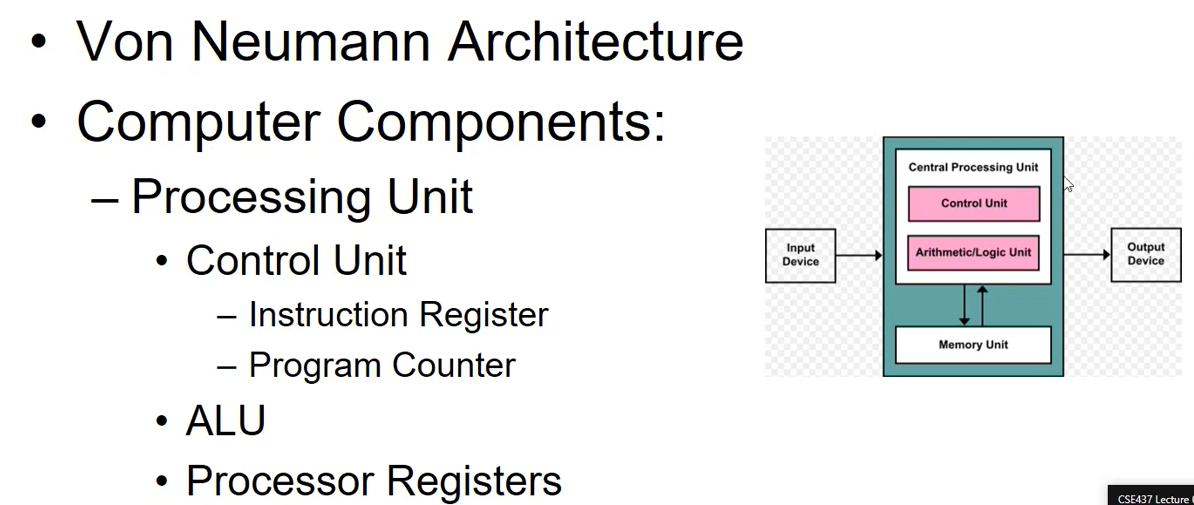 • Von Neumann Architecture
• Computer Components:
– Processing Unit
• Control Unit
– Instruction Register
– Program Counter
• ALU
• Processor Registers
Central Processing Unit
Control Unit
Arithmetic/Logic Unit
Input
Device
Output
Device
Memory Unit
CSE437 Lecture